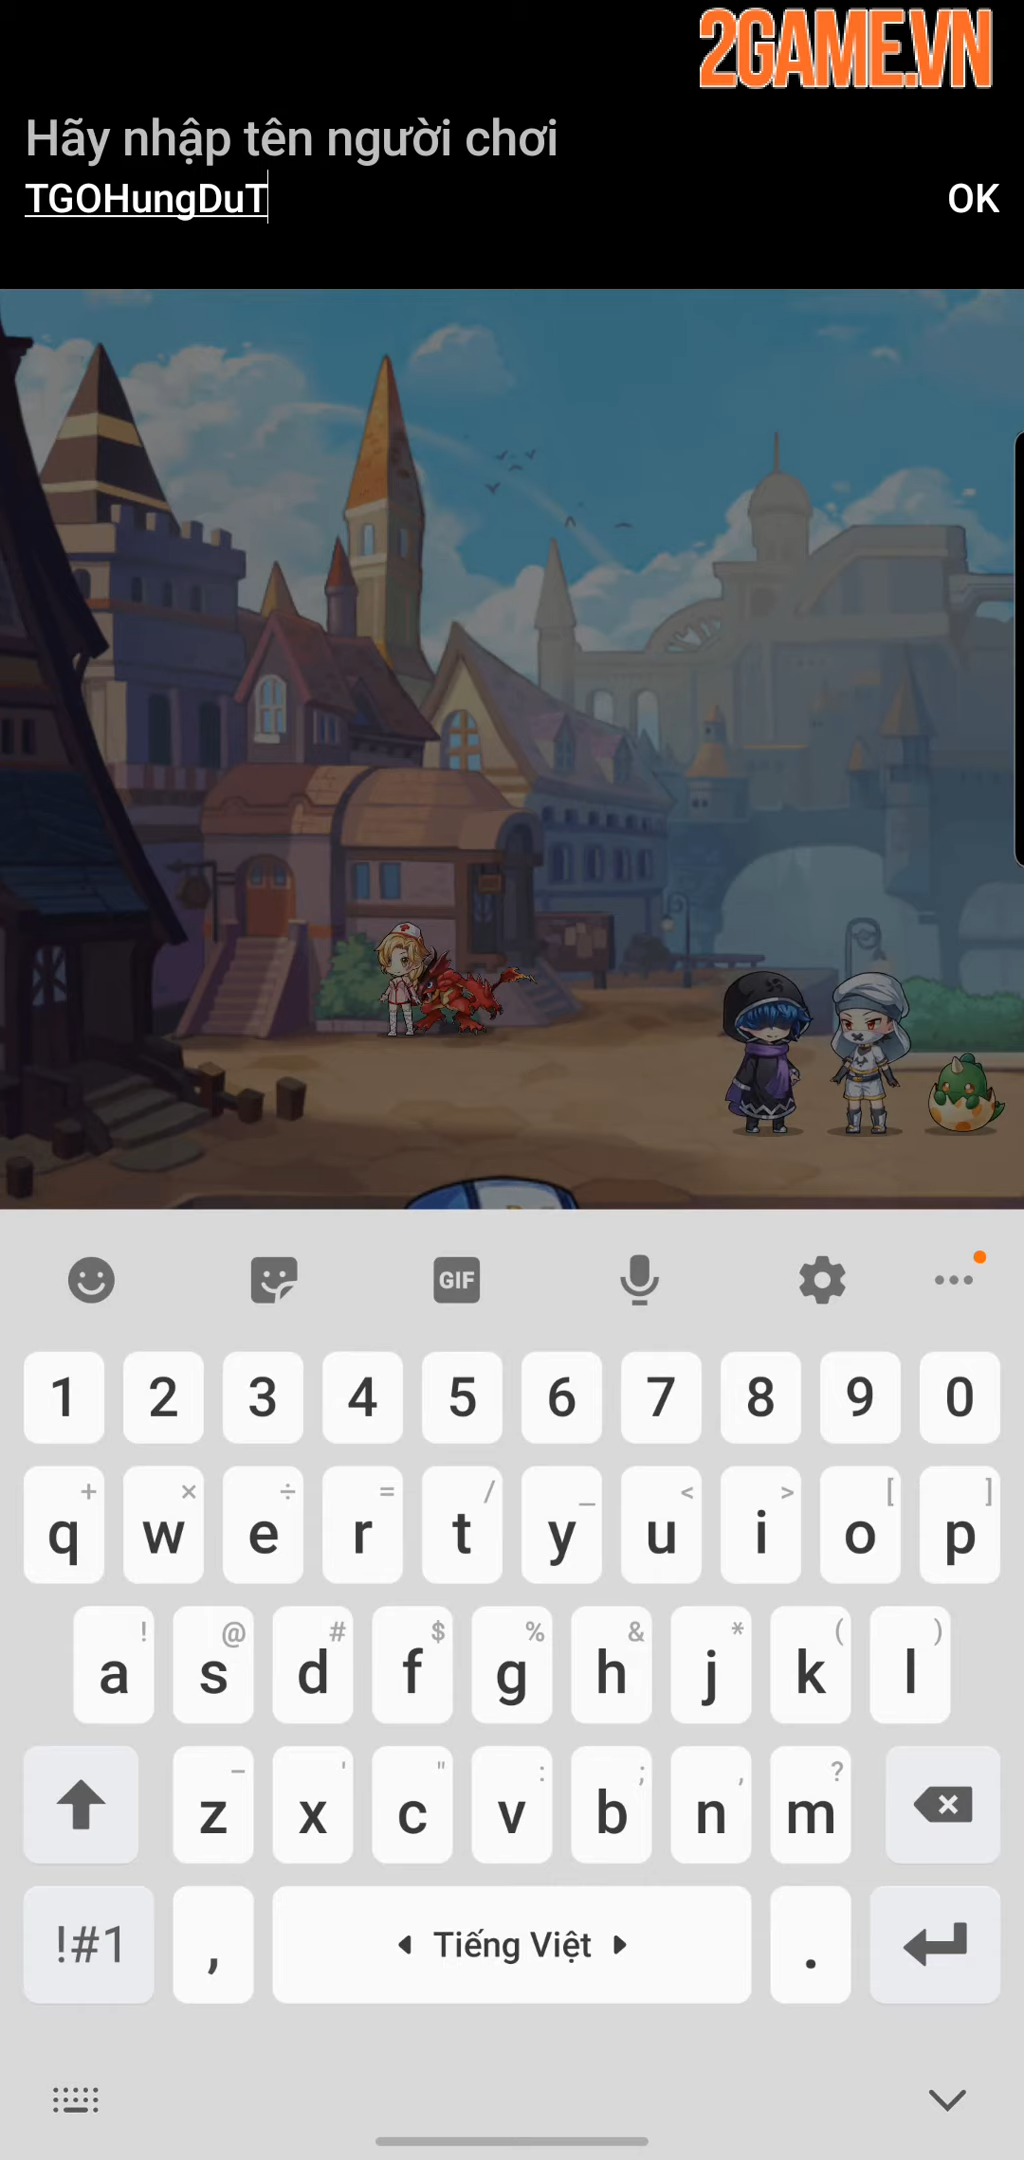 2GAME.VN
Hãy nhập tên người chơi
TGOHungDuT
OK
GIF
1 2 3 4 5 6 7 8 9 0
+ × ÷ = / _ < > [ ]
q w e r t y u i o p
! @ # $ % & * ( )
a s d f g h j k l
- ' " : ; , ?
z x c v b n m
!#1 , Tiếng Việt .